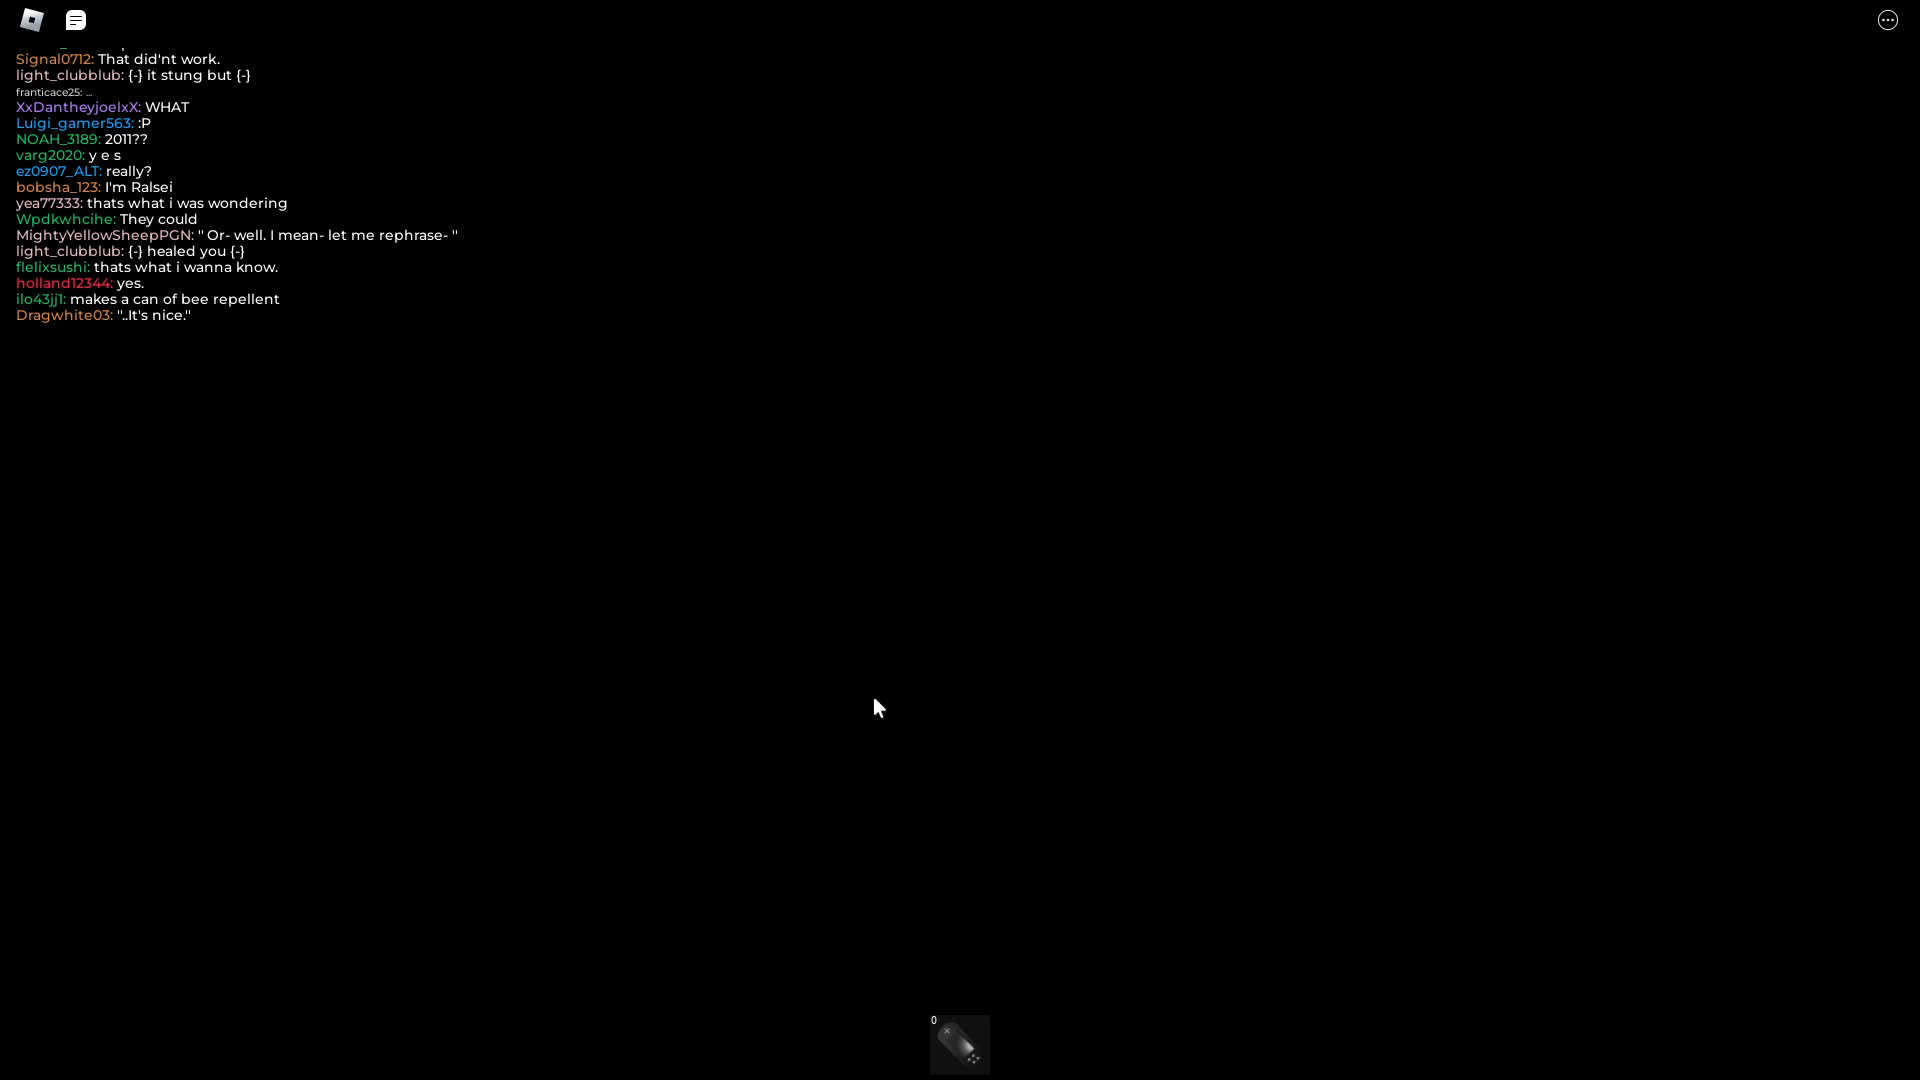 Signal0712: That did'nt work.
light_clubblub: {-} it stung but {-}
franticace25: ...
XxDantheyjoeIxX: WHAT
Luigi_gamer563: :P
NOAH_3189: 2011??
varg2020: y e s
ez0907_ALT: really?
bobsha_123: I'm Ralsei
yea77333: thats what i was wondering
Wpdkwhcihe: They could
MightyYellowSheepPGN: " Or- well. I mean- let me rephrase- "
light_clubblub: {-} healed you {-}
flelixsushi: thats what i wanna know.
holland12344: yes.
ilo43jj1: makes a can of bee repellent
Dragwhite03: "..It's nice."
0